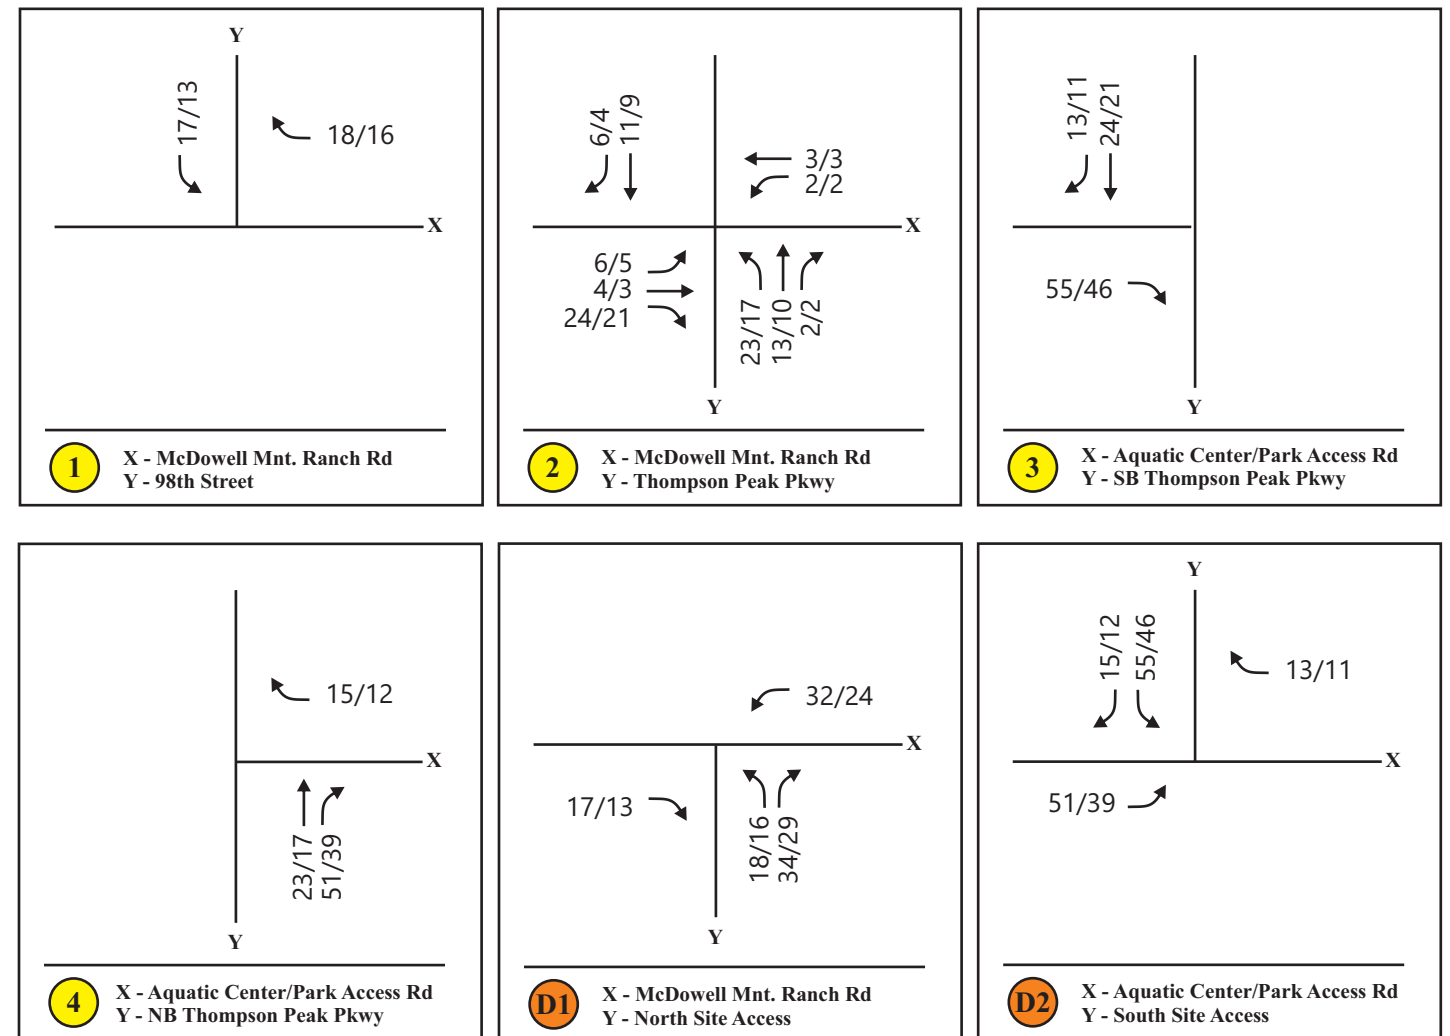 Y
17/13
18/16
X
1
X - McDowell Mnt. Ranch Rd
Y - 98th Street
6/4
11/9
3/3
2/2
X
6/5
4/3
24/21
23/17
13/10
2/2
Y
2
X - McDowell Mnt. Ranch Rd
Y - Thompson Peak Pkwy
13/11
24/21
55/46
Y
3
X - Aquatic Center/Park Access Rd
Y - SB Thompson Peak Pkwy
15/12
X
23/17
51/39
Y
4
X - Aquatic Center/Park Access Rd
Y - NB Thompson Peak Pkwy
32/24
X
17/13
18/16
34/29
Y
D1
X - McDowell Mnt. Ranch Rd
Y - North Site Access
Y
15/12
55/46
13/11
X
51/39
D2
X - Aquatic Center/Park Access Rd
Y - South Site Access